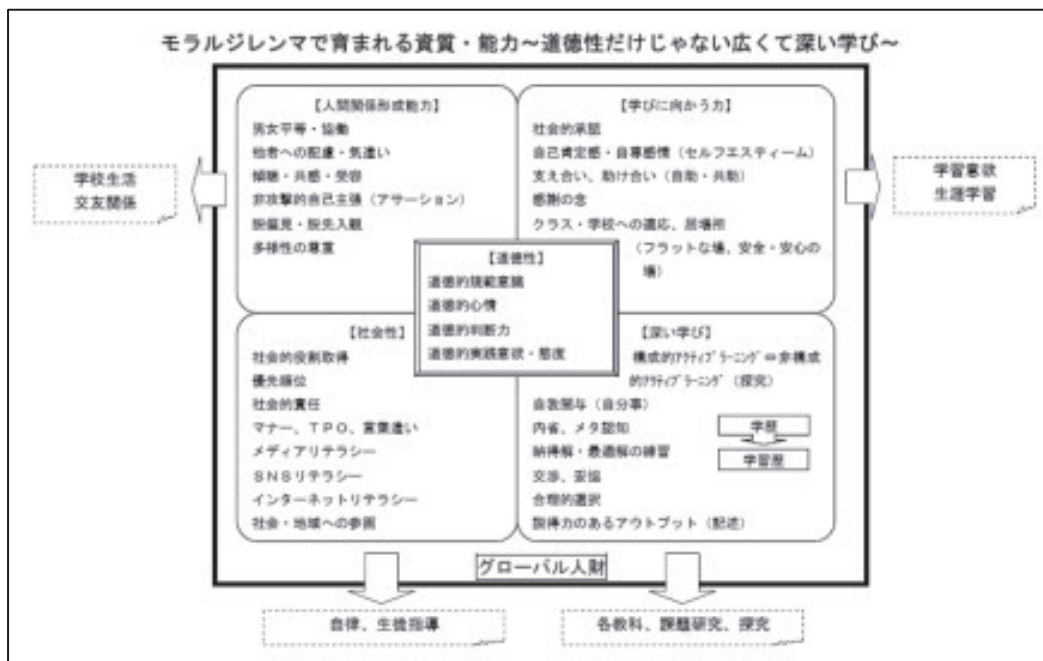 モラルジレンマで育まれる資質・能力～道徳性だけじゃない広くて深い学び～
【人間関係形成能力】
男女平等・協働
他者への配慮・気遣い
傾聴・共感・受容
非攻撃的自己主張（アサーション）
脱偏見・脱先入観
多様性の尊重
【学びに向かう力】
社会的承認
自己肯定感・自尊感情（セルフエスティーム）
支え合い、助け合い（自助・共助）
感謝の念
クラス・学校への適応、居場所
（フラットな場、安全・安心の
場）
学校生活
交友関係
学習意欲
生涯学習
【道徳性】
道徳的規範意識
道徳的心情
道徳的判断力
道徳的実践意欲・態度
【社会性】
社会的役割取得
優先順位
社会的責任
マナー、ＴＰＯ、言葉遣い
メディアリテラシー
ＳＮＳリテラシー
インターネットリテラシー
社会・地域への参画
【深い学び】
構成的ｱｸﾃｨﾌﾞﾗｰﾆﾝｸﾞ⇔非構成
的ｱｸﾃｨﾌﾞﾗｰﾆﾝｸﾞ（探究）
自我関与（自分事）
内省、メタ認知
納得解・最適解の練習
交渉、妥協
合理的選択
説得力のあるアウトプット（記述）
学歴
学習歴
グローバル人財
自律、生徒指導
各教科、課題研究、探究